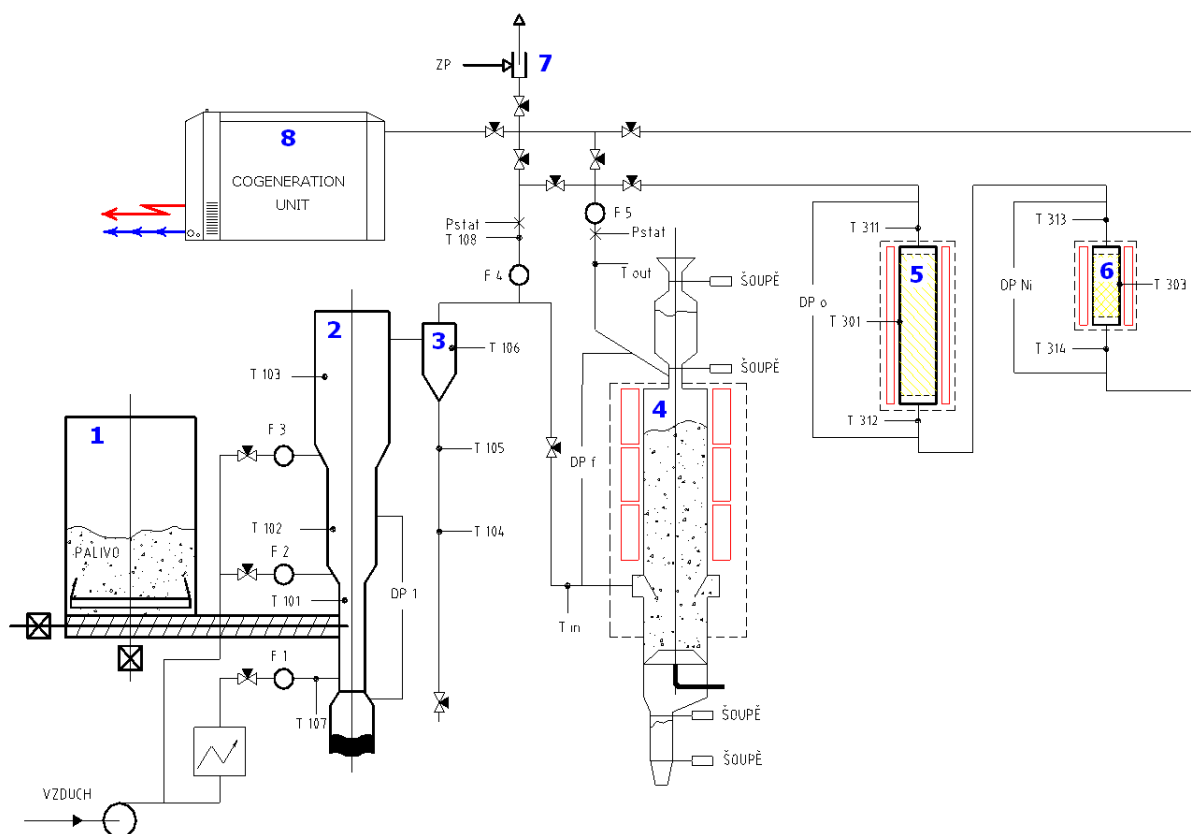 ZP
7
8
COGENERATION
UNIT
F 5
Pstat
Pstat
T 108
T out
T 311
T 313
F 4
ŠOUPĚ
5
6
DP o
DP Ni
T 303
2
3
T 301
T 106
T 314
T 103
ŠOUPĚ
4
1
F 3
T 312
T 105
DP f
T 102
T 104
PALIVO
F 2
DP 1
T 101
T in
F 1
T 107
ŠOUPĚ
ŠOUPĚ
VZDUCH